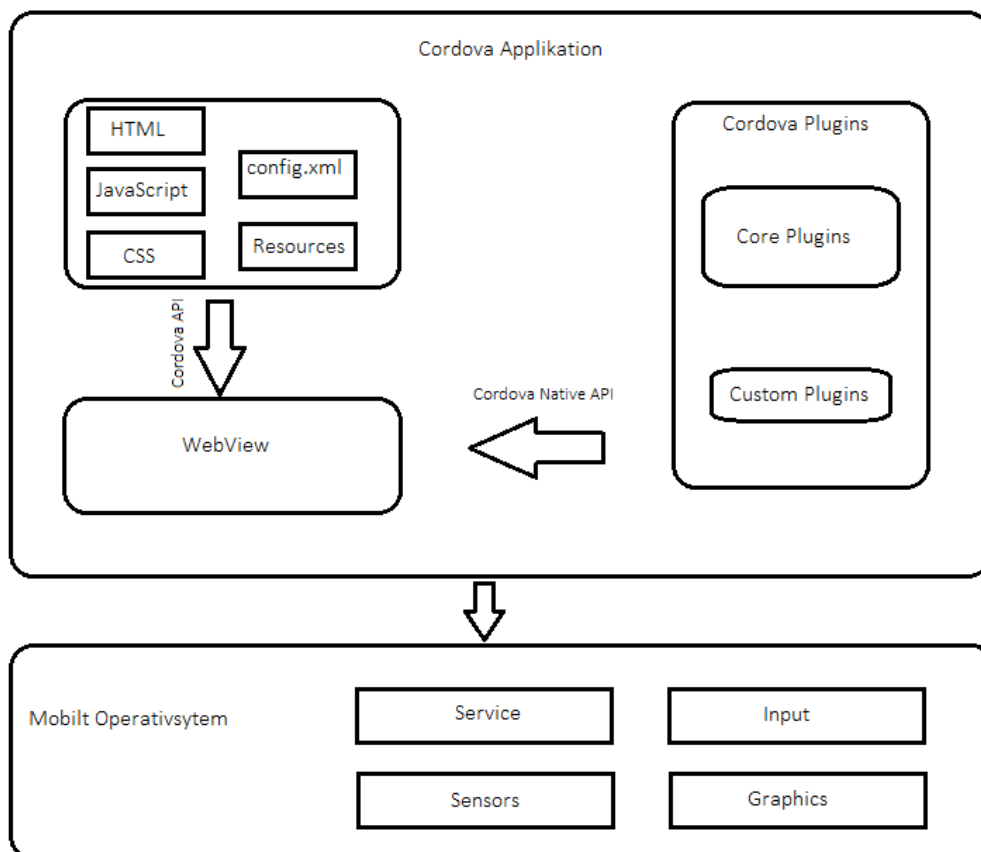 Cordova Applikation
HTML
JavaScript
CSS
config.xml
Resources
Cordova Plugins
Core Plugins
Custom Plugins
Cordova API
Cordova Native API
WebView
Mobilt Operativsytem
Service
Input
Sensors
Graphics